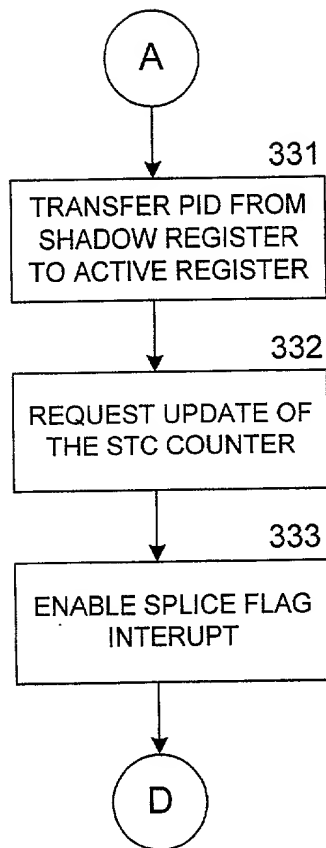 A
331
TRANSFER PID FROM
SHADOW REGISTER
TO ACTIVE REGISTER
332
REQUEST UPDATE OF
THE STC COUNTER
333
ENABLE SPLICE FLAG
INTERUPT
D